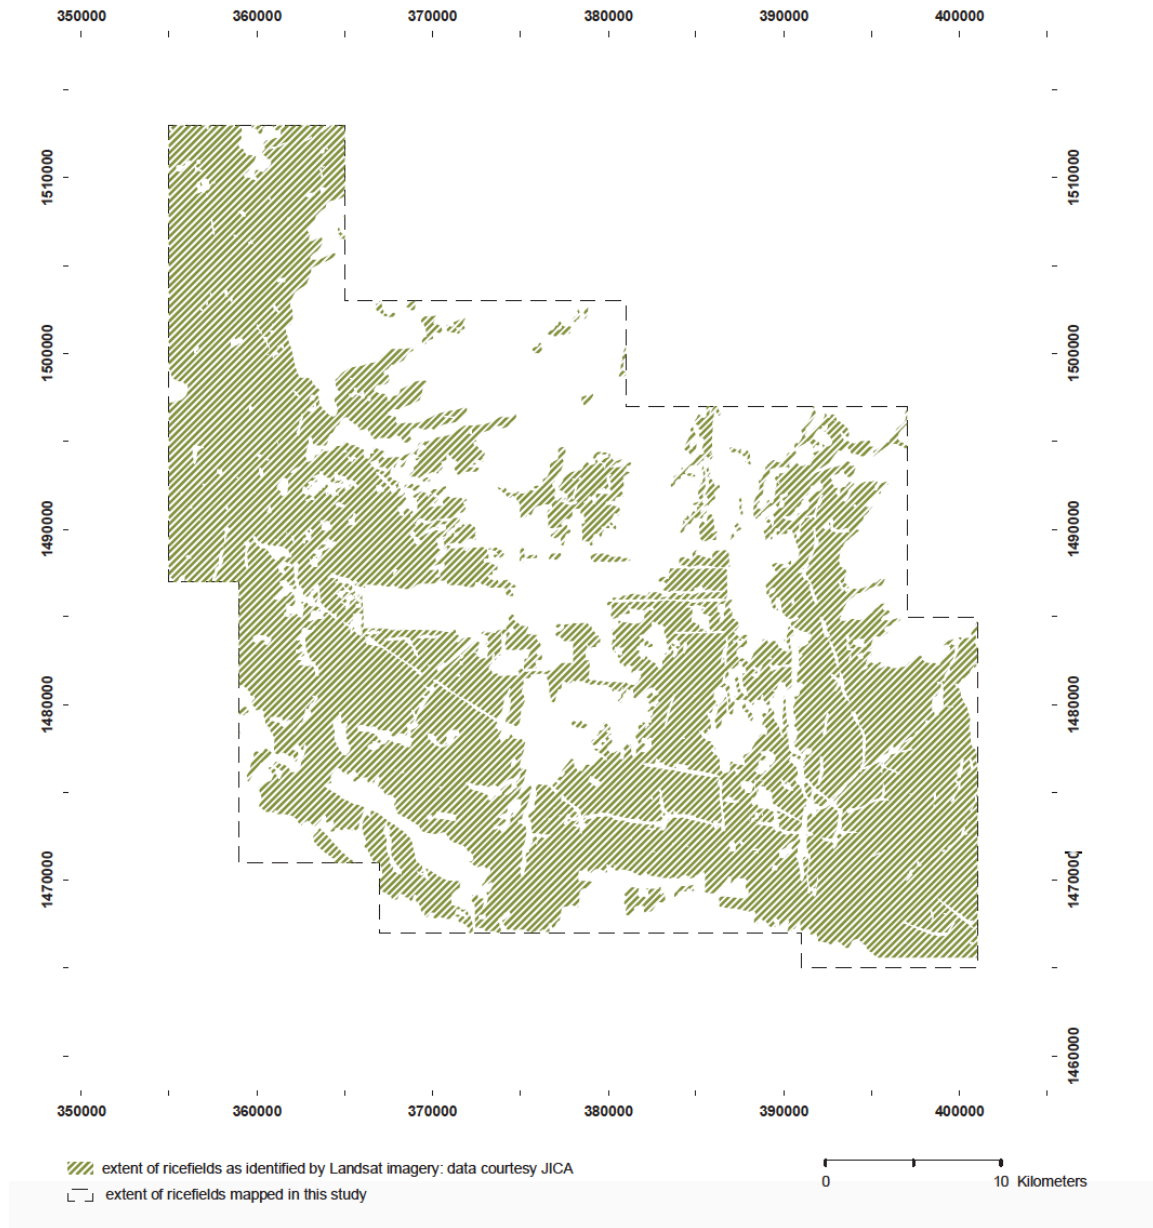 350000 360000 370000 380000 390000 400000
1510000 1510000
1500000 1500000
1490000 1490000
1480000 1480000
1470000 1470000
1460000
350000 360000 370000 380000 390000 400000
extent of ricefields as identified by Landsat imagery: data courtesy JICA
extent of ricefields mapped in this study
0 10 Kilometers